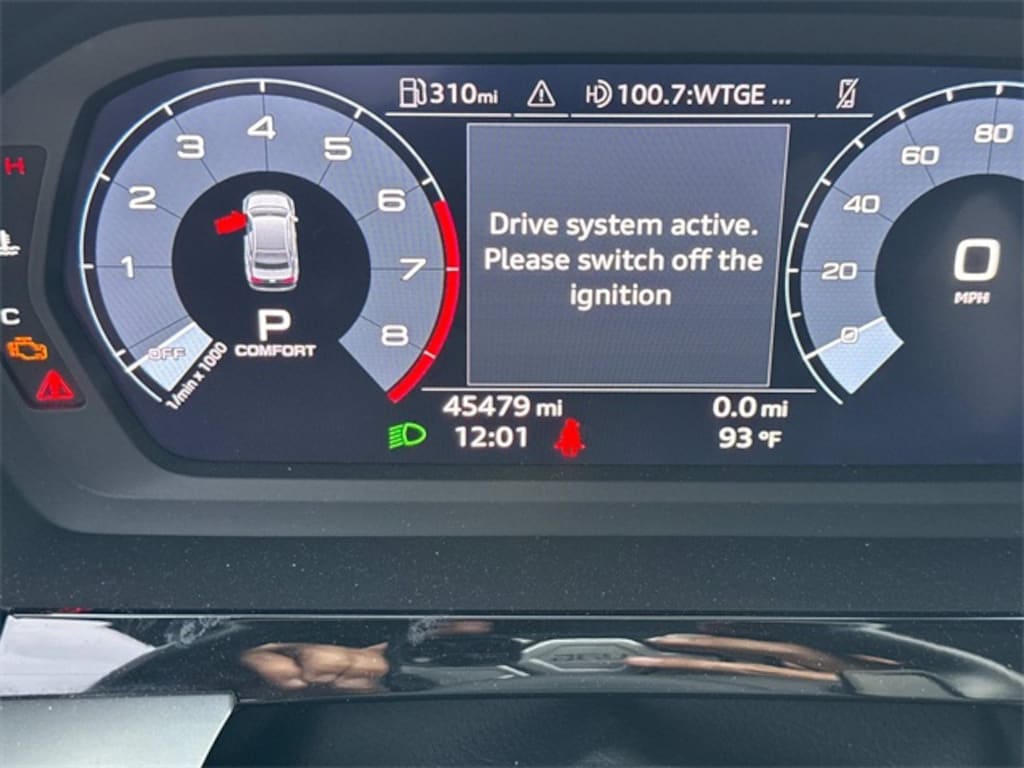 310 mi
100.7:WTGE ...
H
C
1
2
3
4
5
6
7
8
OFF
1/min x 1000
P
COMFORT
Drive system active.
Please switch off the
ignition
0
20
40
60
80
0
MPH
45479 mi
0.0 mi
12:01
93 °F